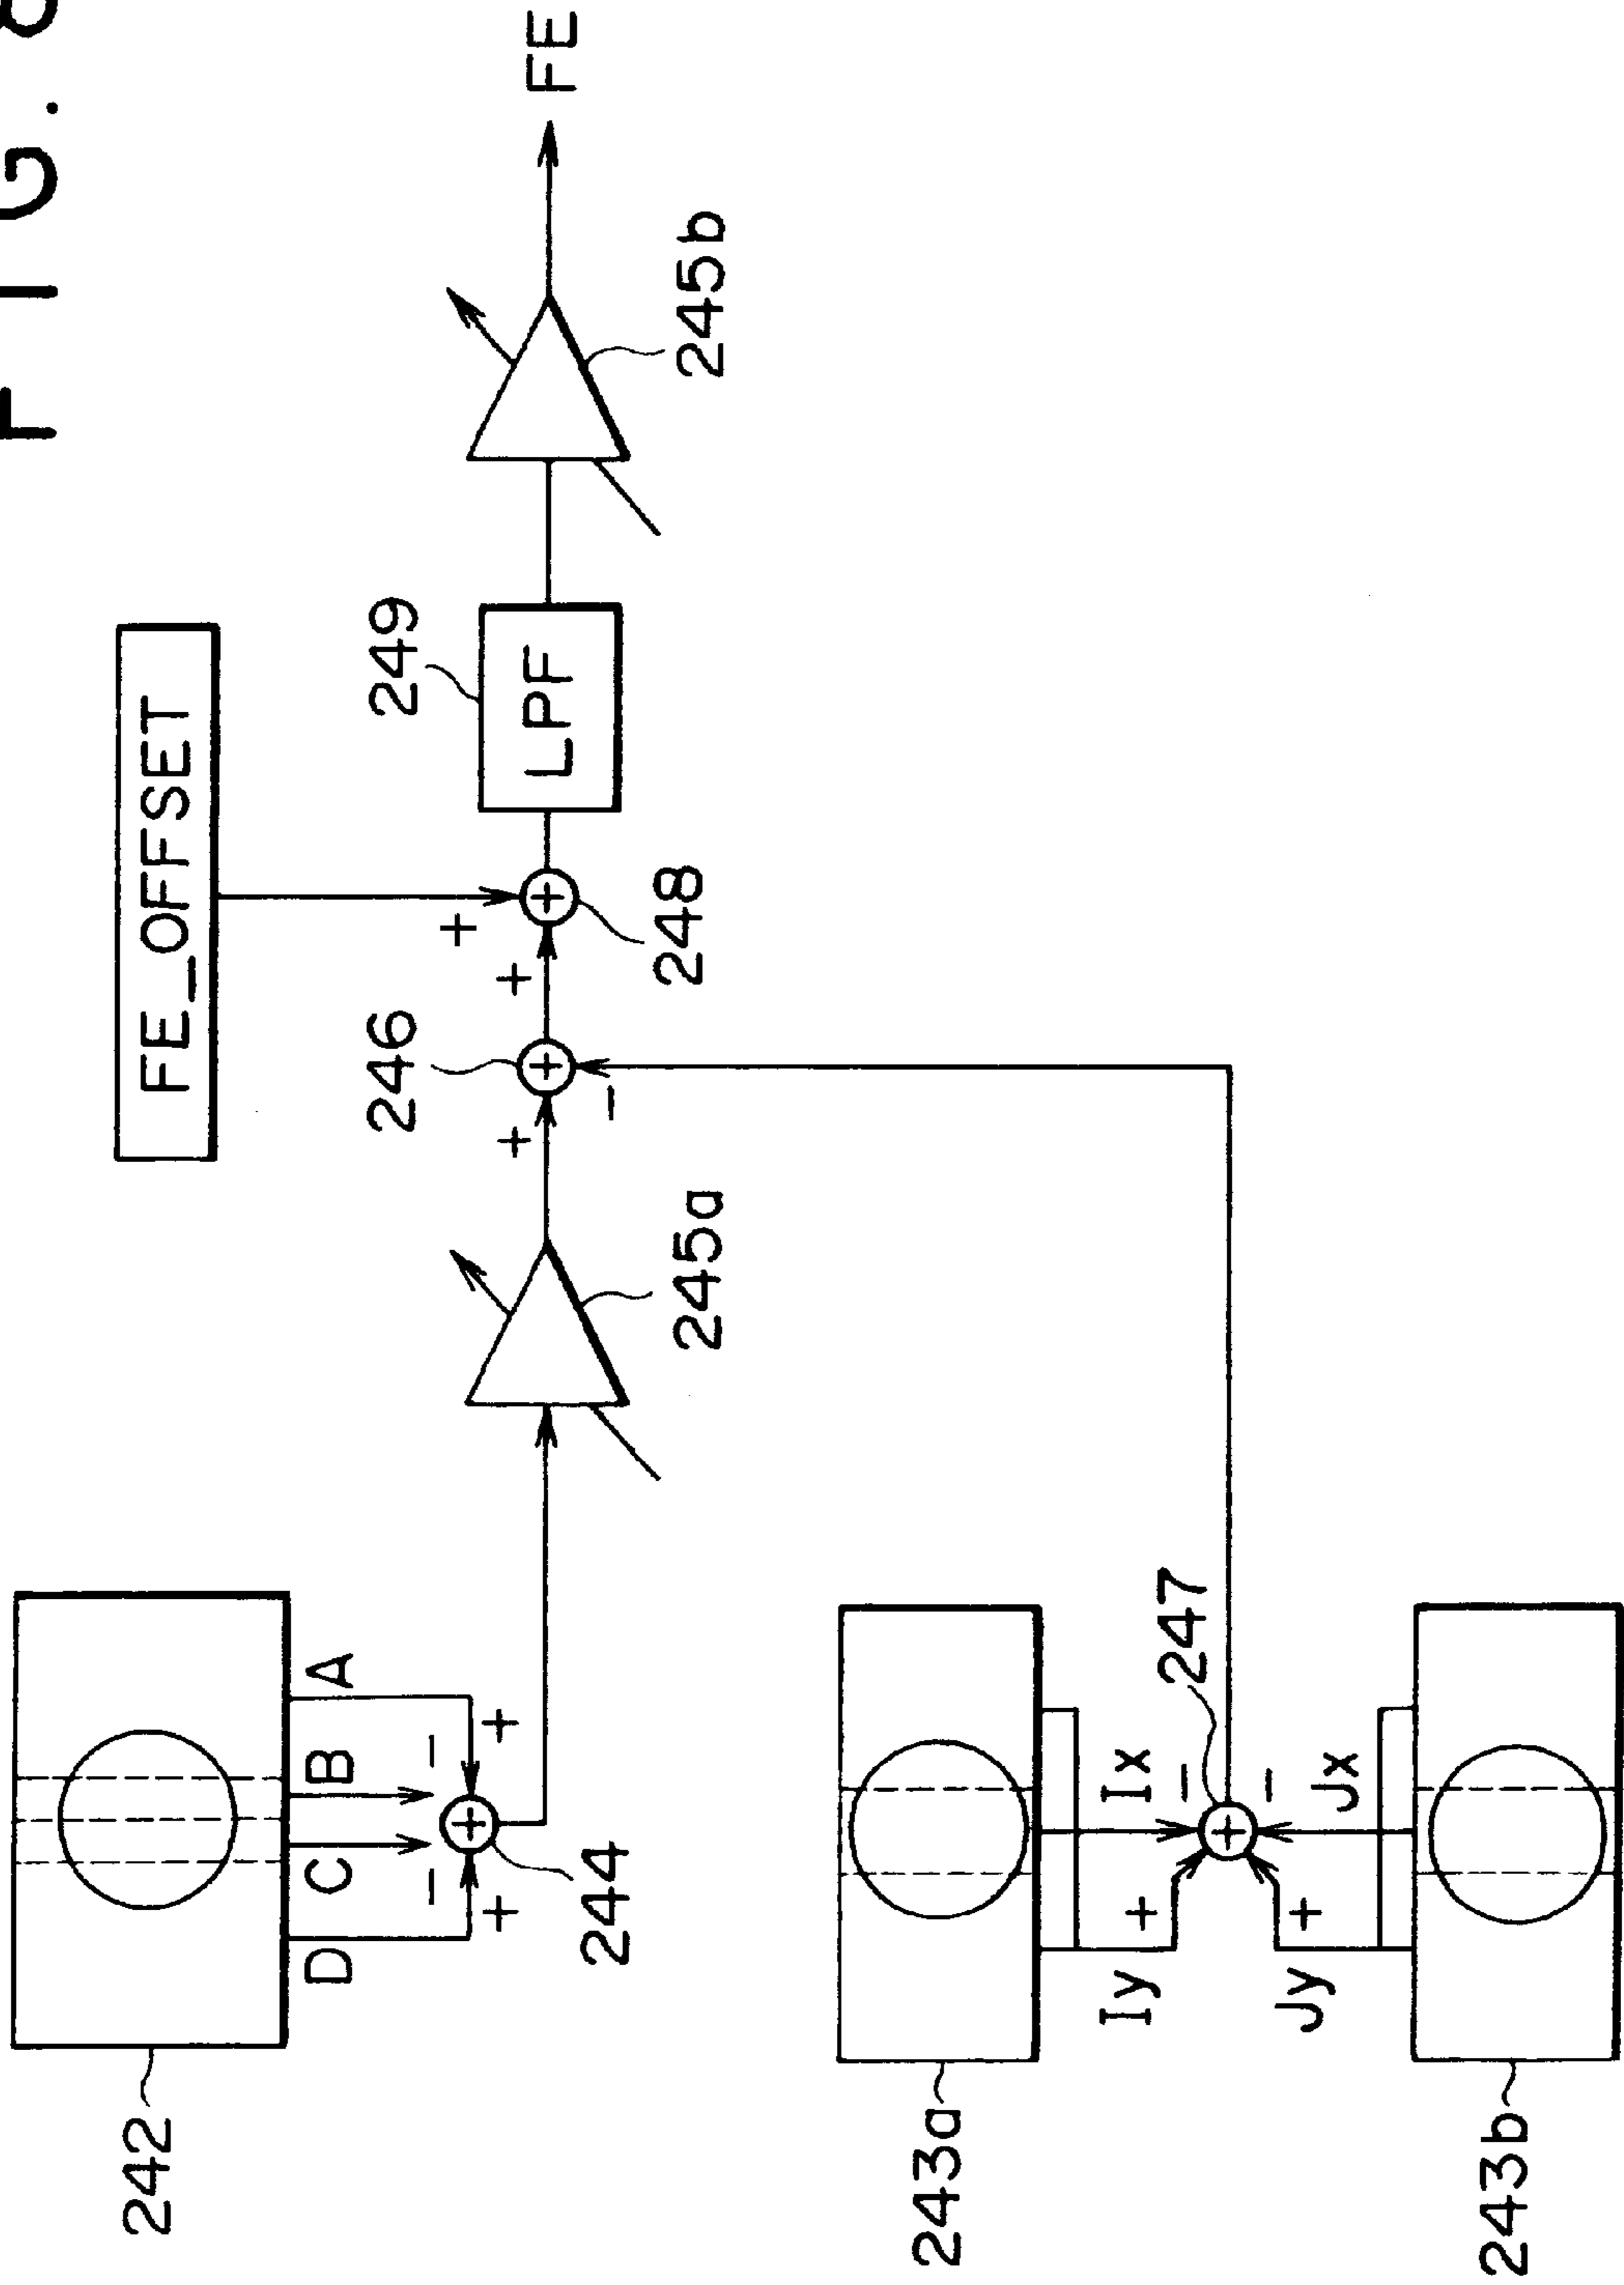 FIG. 8
FE_OFFSET
242
A
B
C
D
-
-
+
+
244
245a
246
+
-
+
+
248
249
LPF
245b
FE
243a
Ix
Iy
-
+
247
-
+
Jx
Jy
243b